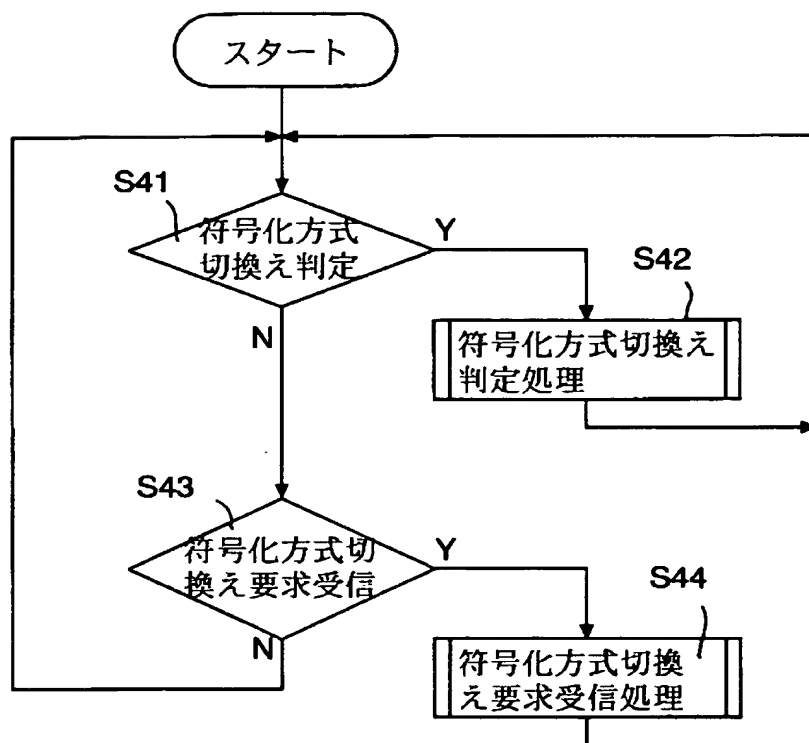 スタート
S41
符号化方式
切換え判定
Y
N
S42
符号化方式切換え
判定処理
S43
符号化方式切
換え要求受信
Y
N
S44
符号化方式切換
え要求受信処理